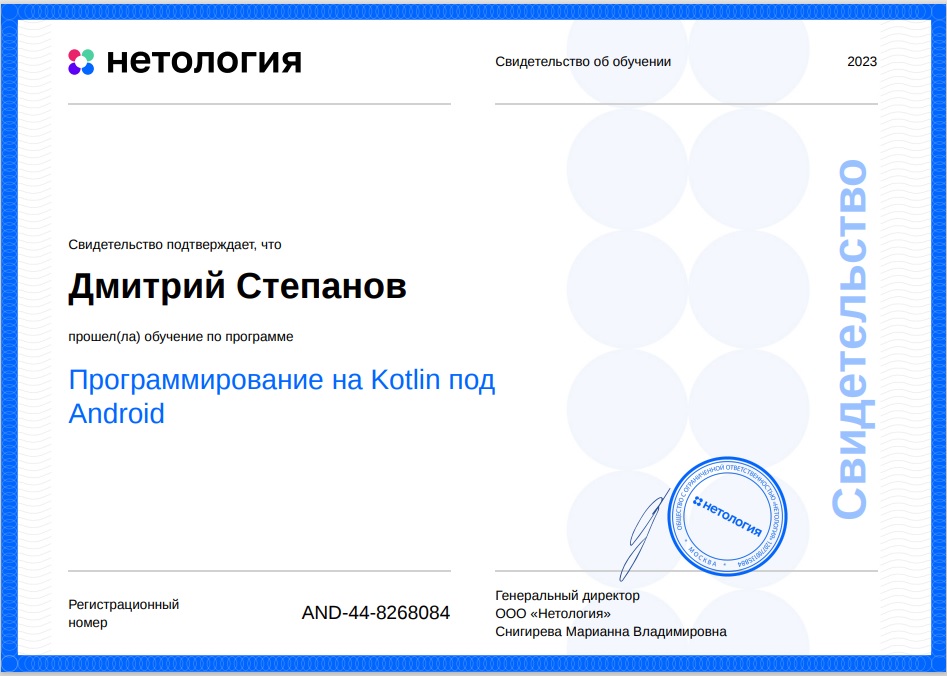 нетология
Свидетельство об обучении
2023
Свидетельство
Свидетельство подтверждает, что
Дмитрий Степанов
прошел(ла) обучение по программе
Программирование на Kotlin под
Android
ОБЩЕСТВО С ОГРАНИЧЕННОЙ ОТВЕТСТВЕННОСТЬЮ «НЕТОЛОГИЯ»
нетология
• МОСКВА •
Регистрационный
номер
AND-44-8268084
Генеральный директор
ООО «Нетология»
Снигирева Марианна Владимировна